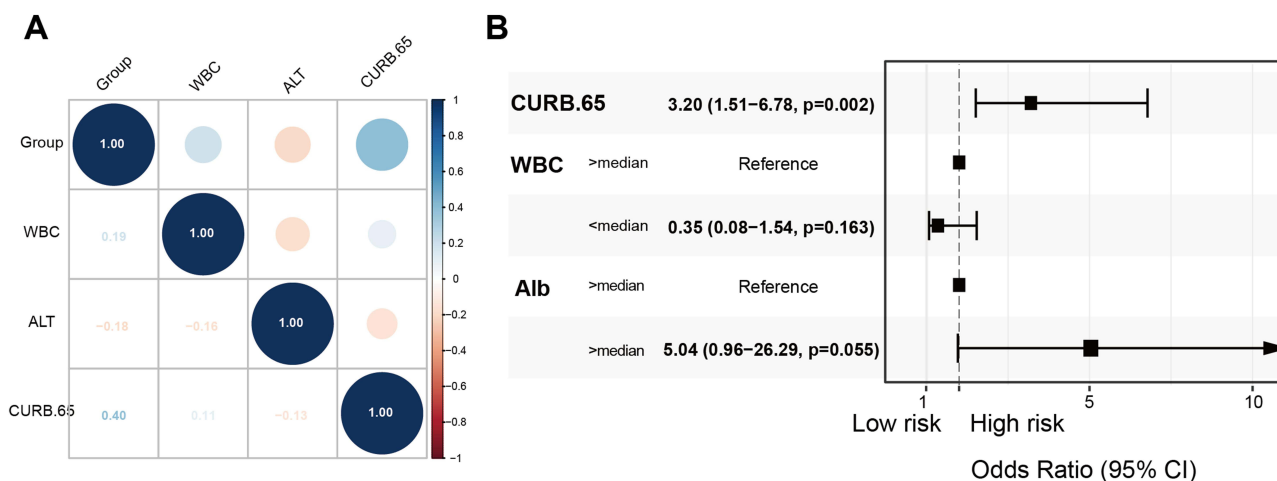 A
Group WBC ALT CURB.65
Group 1.00
WBC 0.19 1.00
ALT −0.18 −0.16 1.00
CURB.65 0.40 0.11 −0.13 1.00
1
0.8
0.6
0.4
0.2
0
−0.2
−0.4
−0.6
−0.8
−1
B
CURB.65 3.20 (1.51−6.78, p=0.002)
WBC >median Reference
<median 0.35 (0.08−1.54, p=0.163)
Alb >median Reference
>median 5.04 (0.96−26.29, p=0.055)
1 5 10
Low risk High risk
Odds Ratio (95% CI)